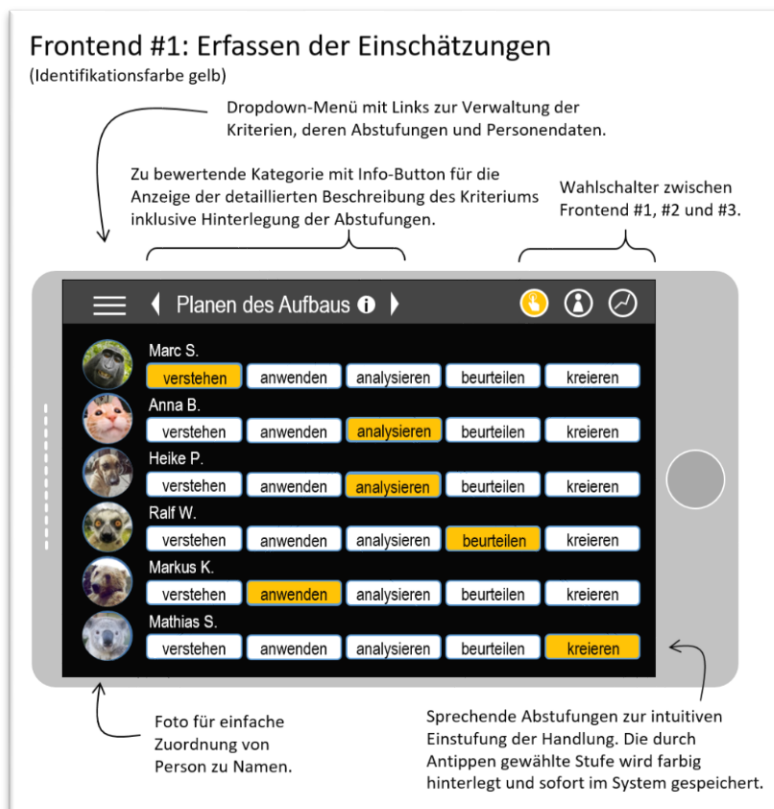 Frontend #1: Erfassen der Einschätzungen
(Identifikationsfarbe gelb)
Dropdown-Menü mit Links zur Verwaltung der
Kriterien, deren Abstufungen und Personendaten.
Zu bewertende Kategorie mit Info-Button für die
Anzeige der detaillierten Beschreibung des Kriteriums
inklusive Hinterlegung der Abstufungen.
Wahlschalter zwischen
Frontend #1, #2 und #3.
Planen des Aufbaus i
Marc S.
verstehen anwenden analysieren beurteilen kreieren
Anna B.
verstehen anwenden analysieren beurteilen kreieren
Heike P.
verstehen anwenden analysieren beurteilen kreieren
Ralf W.
verstehen anwenden analysieren beurteilen kreieren
Markus K.
verstehen anwenden analysieren beurteilen kreieren
Mathias S.
verstehen anwenden analysieren beurteilen kreieren
Foto für einfache
Zuordnung von
Person zu Namen.
Sprechende Abstufungen zur intuitiven
Einstufung der Handlung. Die durch
Antippen gewählte Stufe wird farbig
hinterlegt und sofort im System gespeichert.